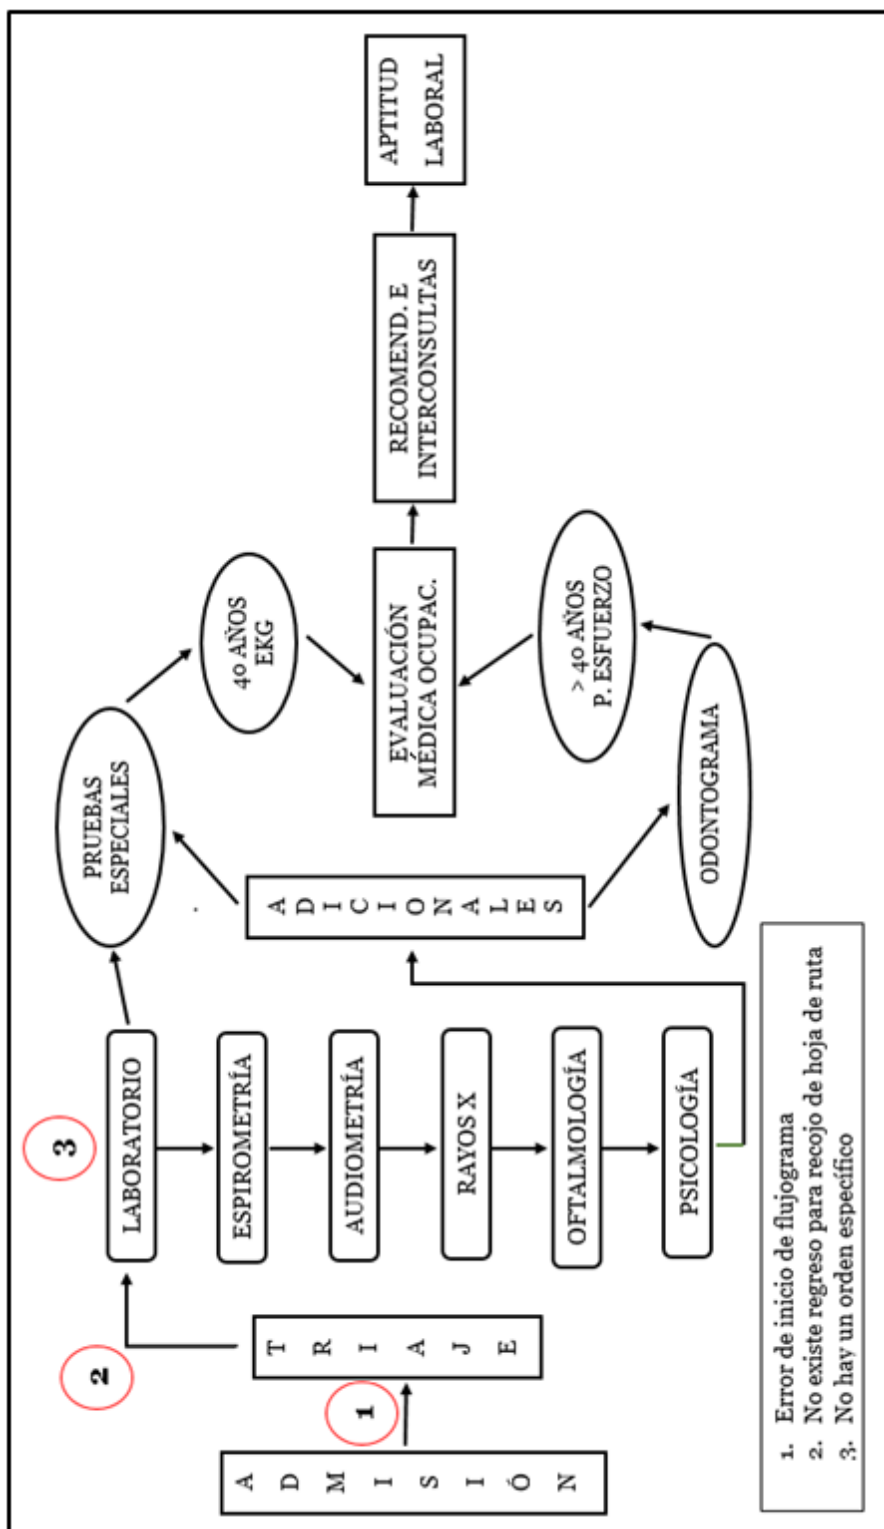 ADMISIÓN
1
TRIAJE
2
3
LABORATORIO
ESPIROMETRÍA
AUDIOMETRÍA
RAYOS X
OFTALMOLOGÍA
PSICOLOGÍA
ADICIONALES
PRUEBAS
ESPECIALES
ODONTOGRAMA
40 AÑOS
EKG
> 40 AÑOS
P. ESFUERZO
EVALUACIÓN
MÉDICA OCUPAC.
RECOMEND. E
INTERCONSULTAS
APTITUD
LABORAL
1. Error de inicio de flujograma
2. No existe regreso para recojo de hoja de ruta
3. No hay un orden específico